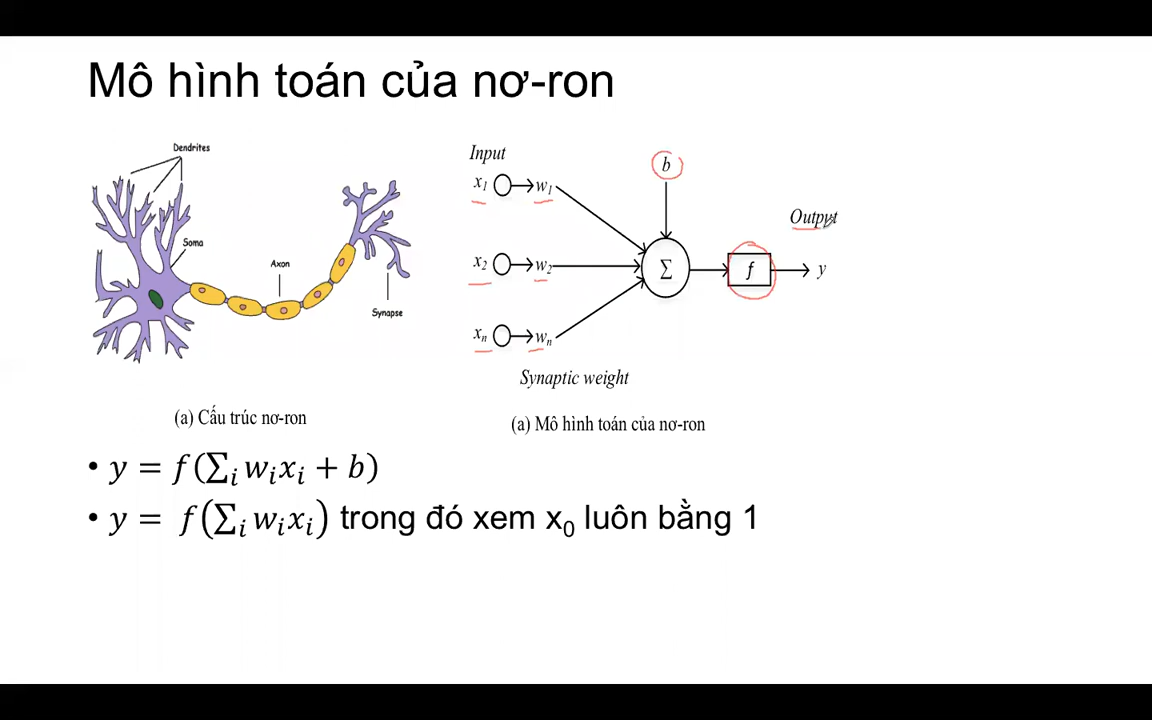 Mô hình toán của nơ-ron
Dendrites
Soma
Axon
Synapse
(a) Cấu trúc nơ-ron
Input
x1 w1
x2 w2
xn wn
b
Σ
f
Output
y
Synaptic weight
(a) Mô hình toán của nơ-ron
• y = f(∑i wixi + b)
• y = f(∑i wixi) trong đó xem x0 luôn bằng 1